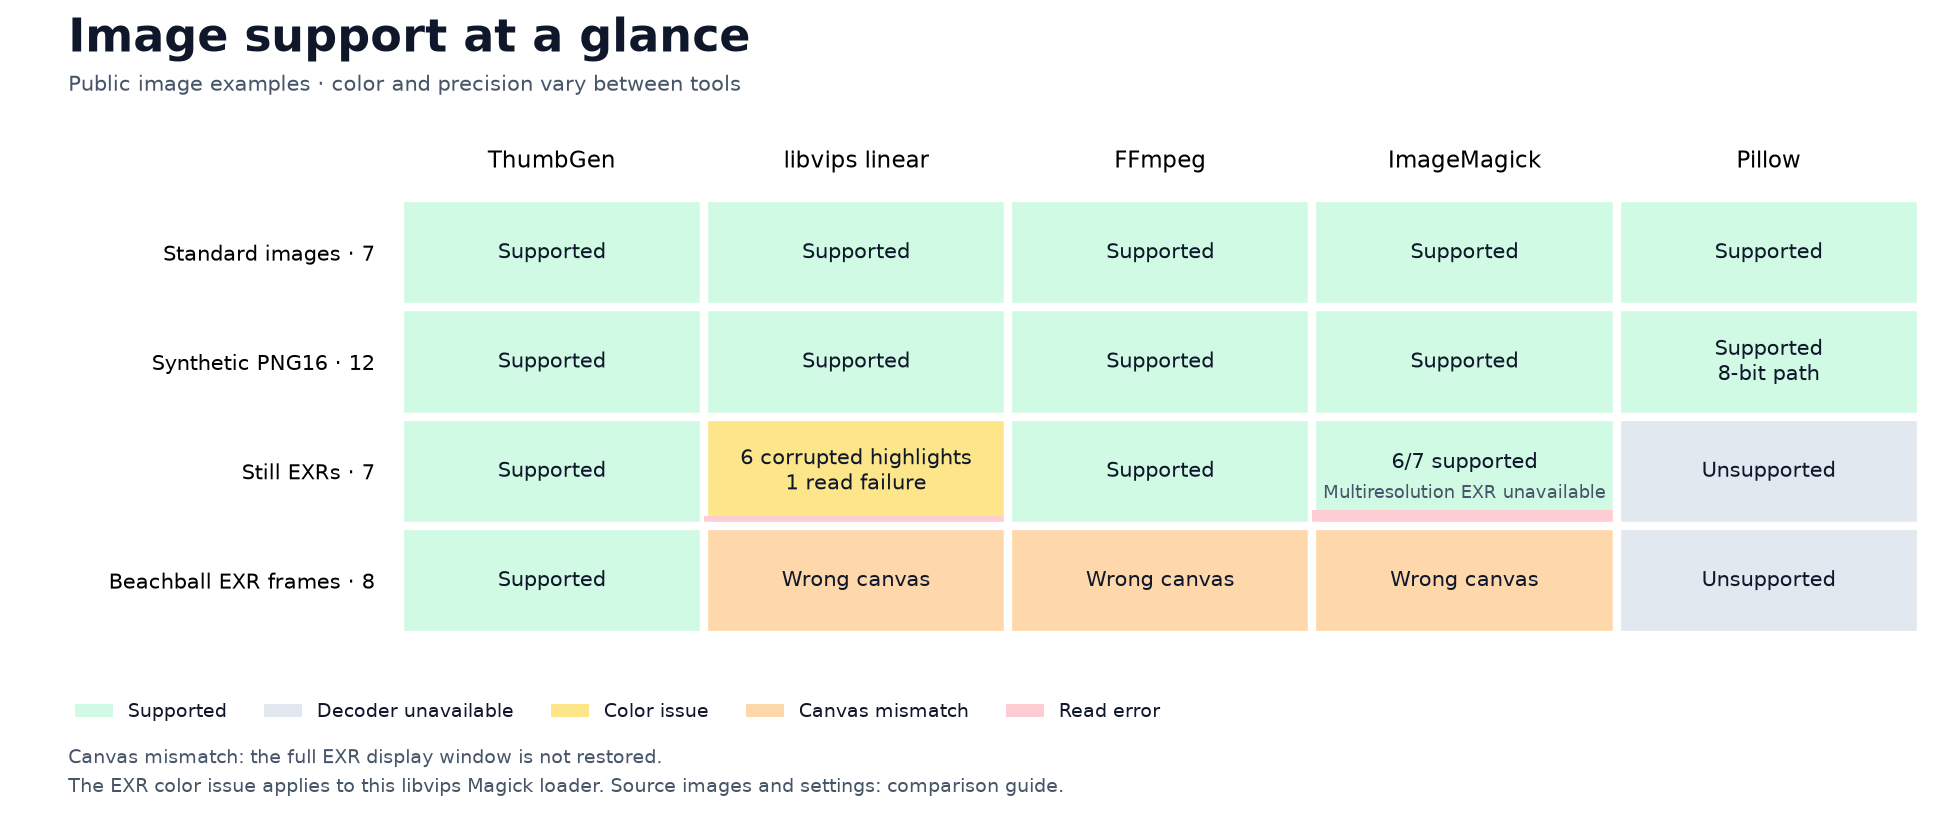 Image support at a glance
Public image examples · color and precision vary between tools
ThumbGen libvips linear FFmpeg ImageMagick Pillow
Standard images · 7 Supported Supported Supported Supported Supported
Synthetic PNG16 · 12 Supported Supported Supported Supported Supported
8-bit path
Still EXRs · 7 Supported 6 corrupted highlights Supported 6/7 supported Unsupported
1 read failure Multiresolution EXR unavailable
Beachball EXR frames · 8 Supported Wrong canvas Wrong canvas Wrong canvas Unsupported
Supported Decoder unavailable Color issue Canvas mismatch Read error
Canvas mismatch: the full EXR display window is not restored.
The EXR color issue applies to this libvips Magick loader. Source images and settings: comparison guide.